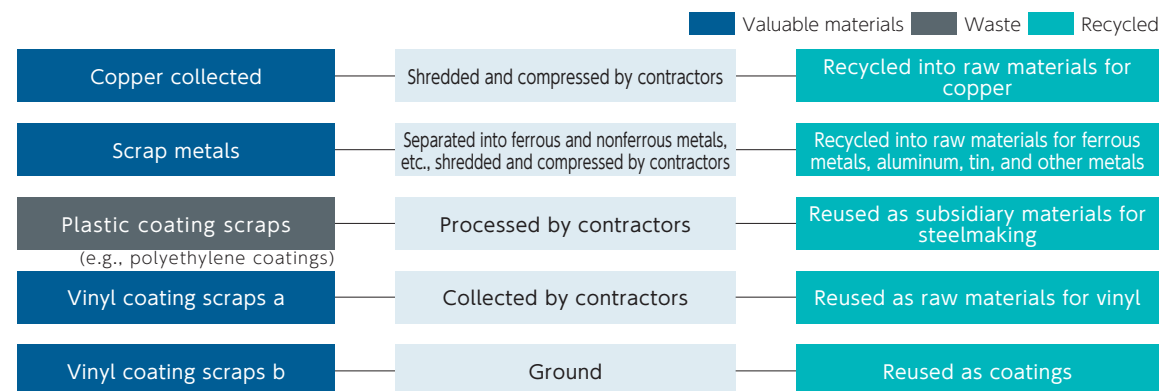 Valuable materials Waste Recycled
Copper collected
Shredded and compressed by contractors
Recycled into raw materials for
copper
Scrap metals
Separated into ferrous and nonferrous metals,
etc., shredded and compressed by contractors
Recycled into raw materials for ferrous
metals, aluminum, tin, and other metals
Plastic coating scraps
(e.g., polyethylene coatings)
Processed by contractors
Reused as subsidiary materials for
steelmaking
Vinyl coating scraps a
Collected by contractors
Reused as raw materials for vinyl
Vinyl coating scraps b
Ground
Reused as coatings